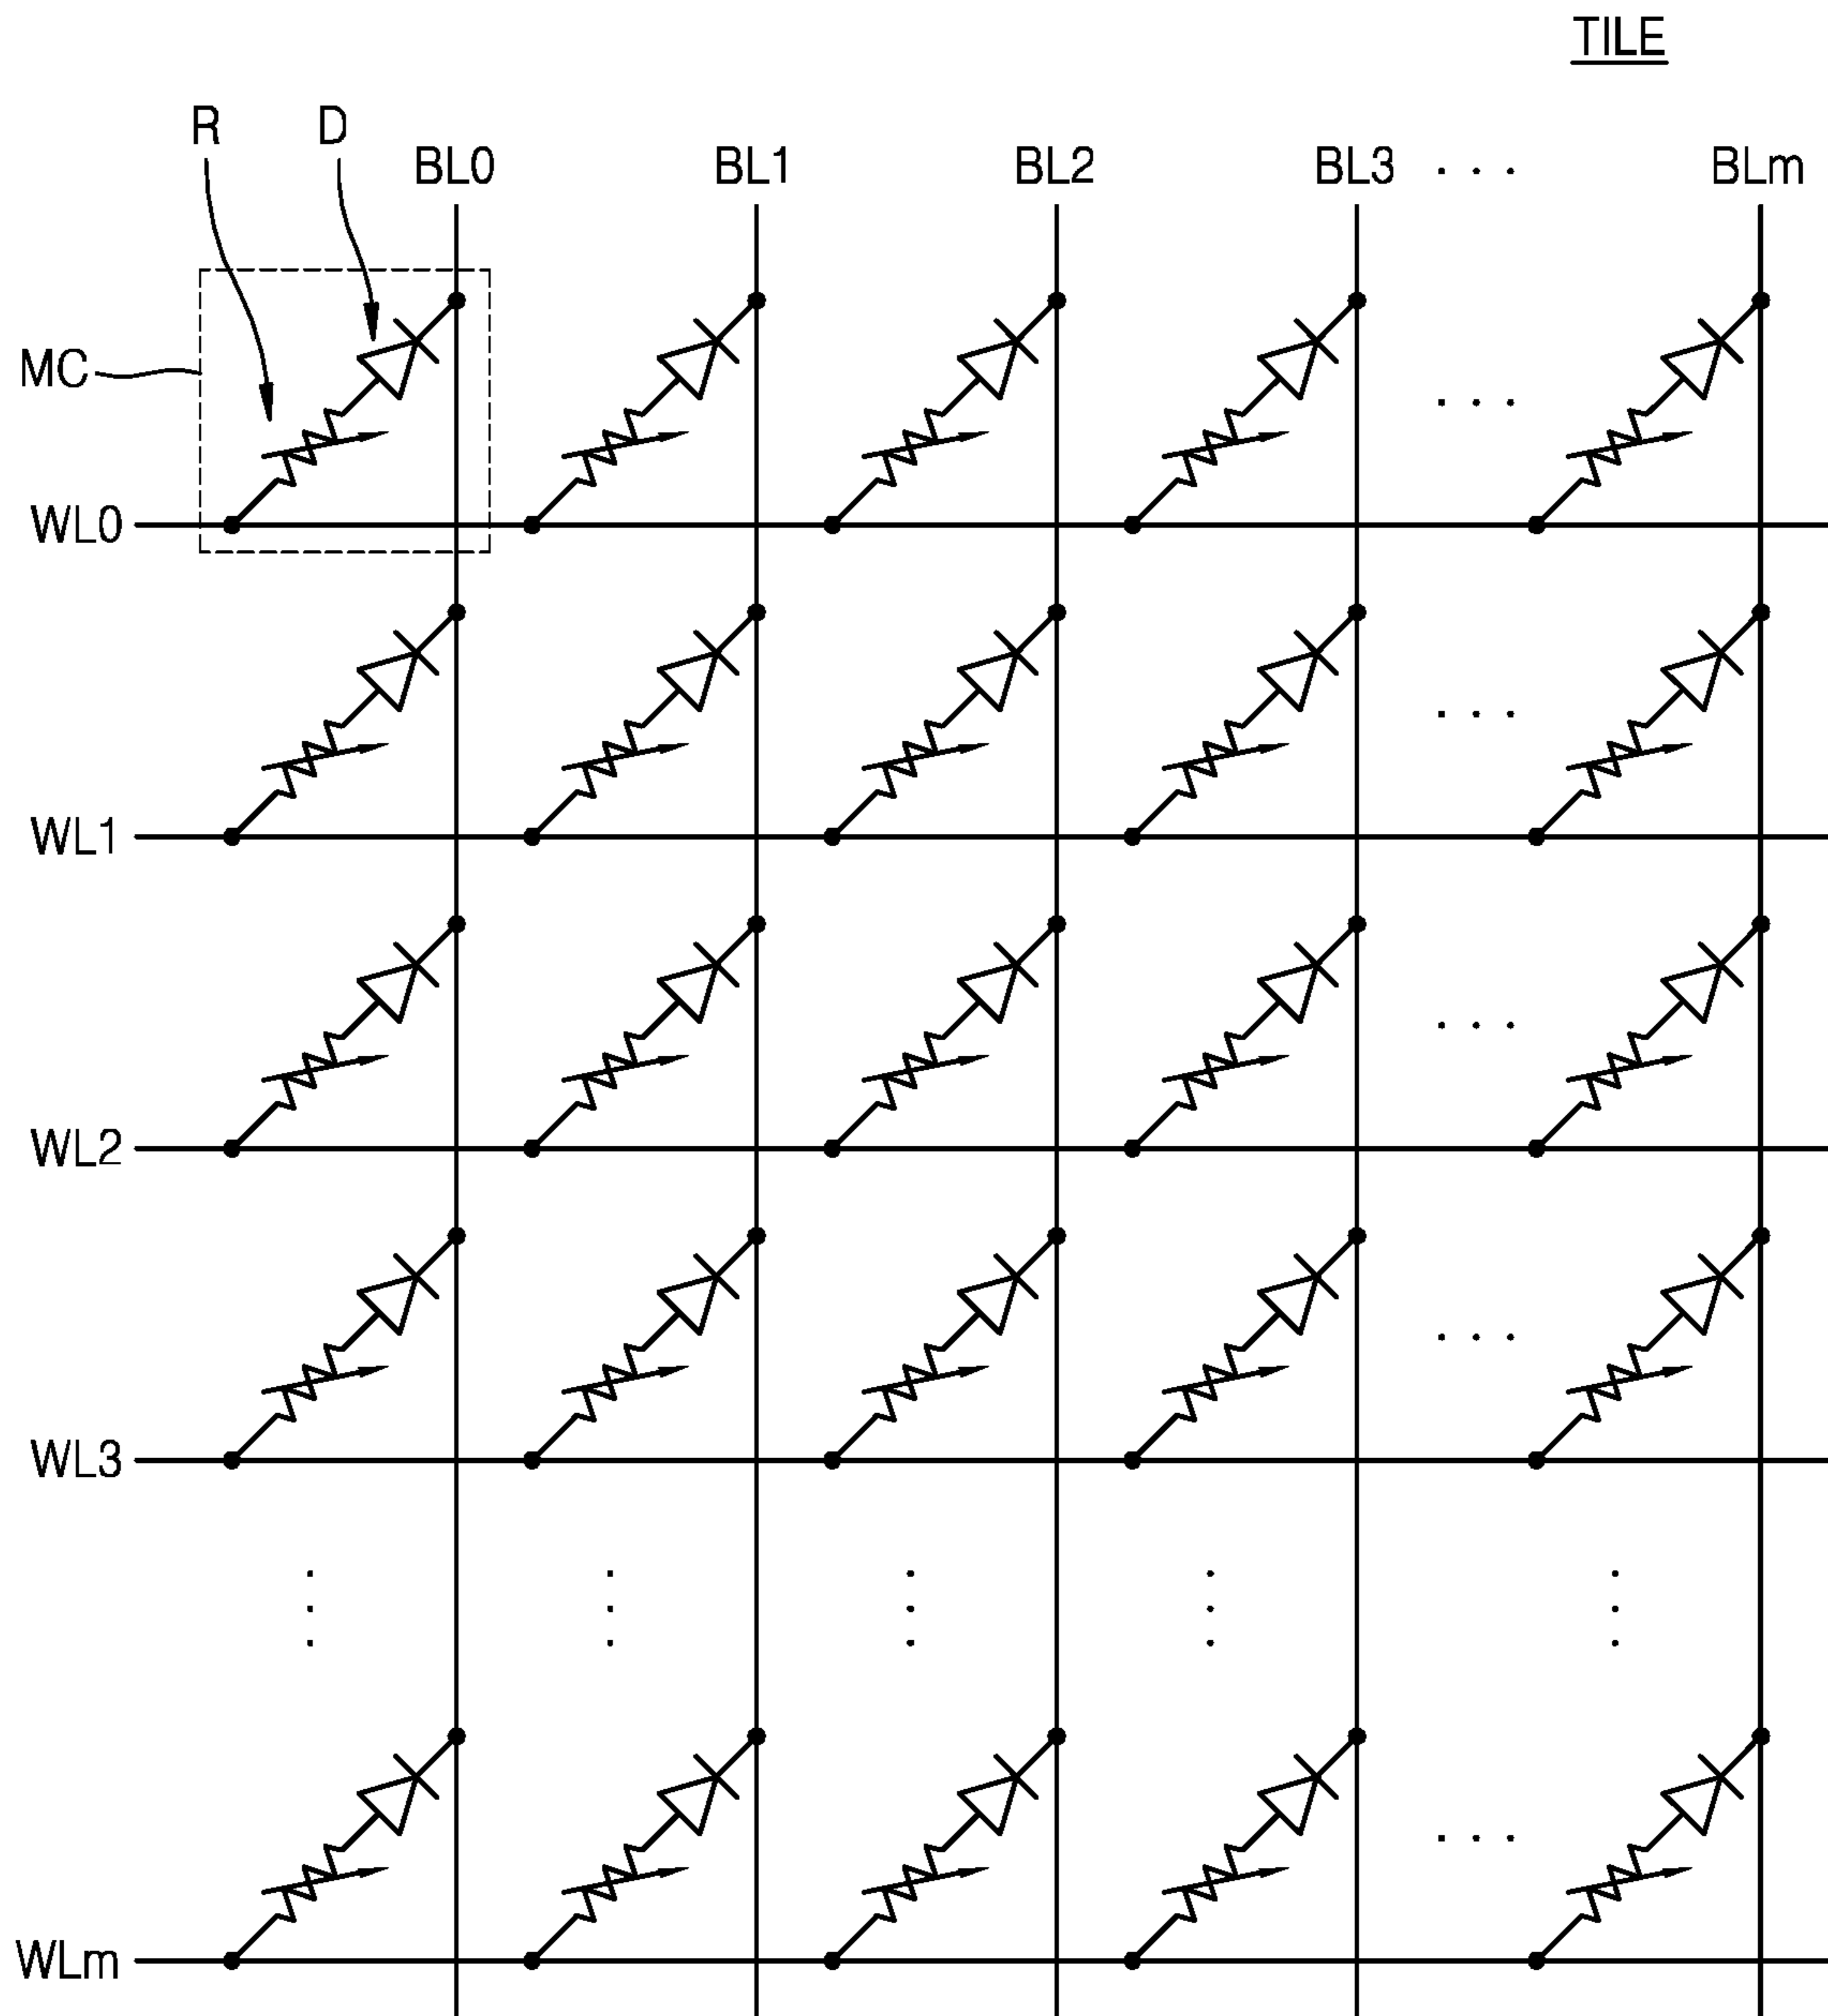 TILE
R D
BL0 BL1 BL2 BL3 · · · BLm
MC
WL0
WL1
WL2
WL3
WLm